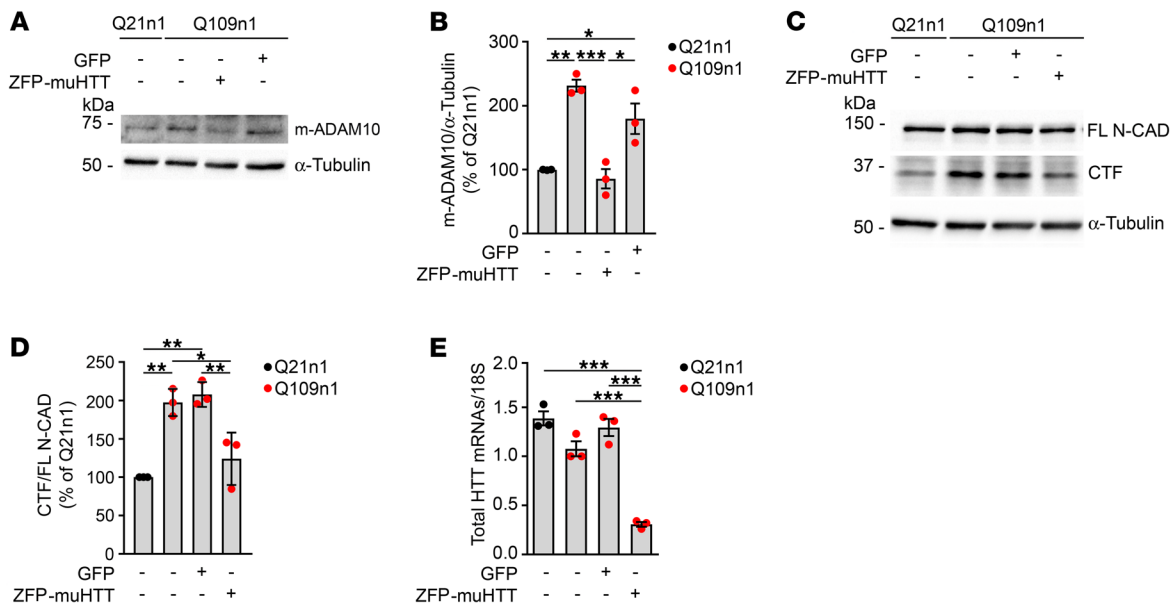 A
Q21n1 Q109n1
GFP - - - +
ZFP-muHTT - - + -
kDa
75 - m-ADAM10
50 - α-Tubulin
B
m-ADAM10/α-Tubulin
(% of Q21n1)
300
200
100
0
*
** *** *
Q21n1
Q109n1
GFP - - - +
ZFP-muHTT - - + -
C
Q21n1 Q109n1
GFP - - + -
ZFP-muHTT - - - +
kDa
150 - FL N-CAD
37 - CTF
50 - α-Tubulin
D
CTF/FL N-CAD
(% of Q21n1)
250
200
150
100
50
0
**
*
** **
Q21n1
Q109n1
GFP - - + -
ZFP-muHTT - - - +
E
Total HTT mRNAs/18S
2.0
1.5
1.0
0.5
0.0
***
***
***
Q21n1
Q109n1
GFP - - + -
ZFP-muHTT - - - +